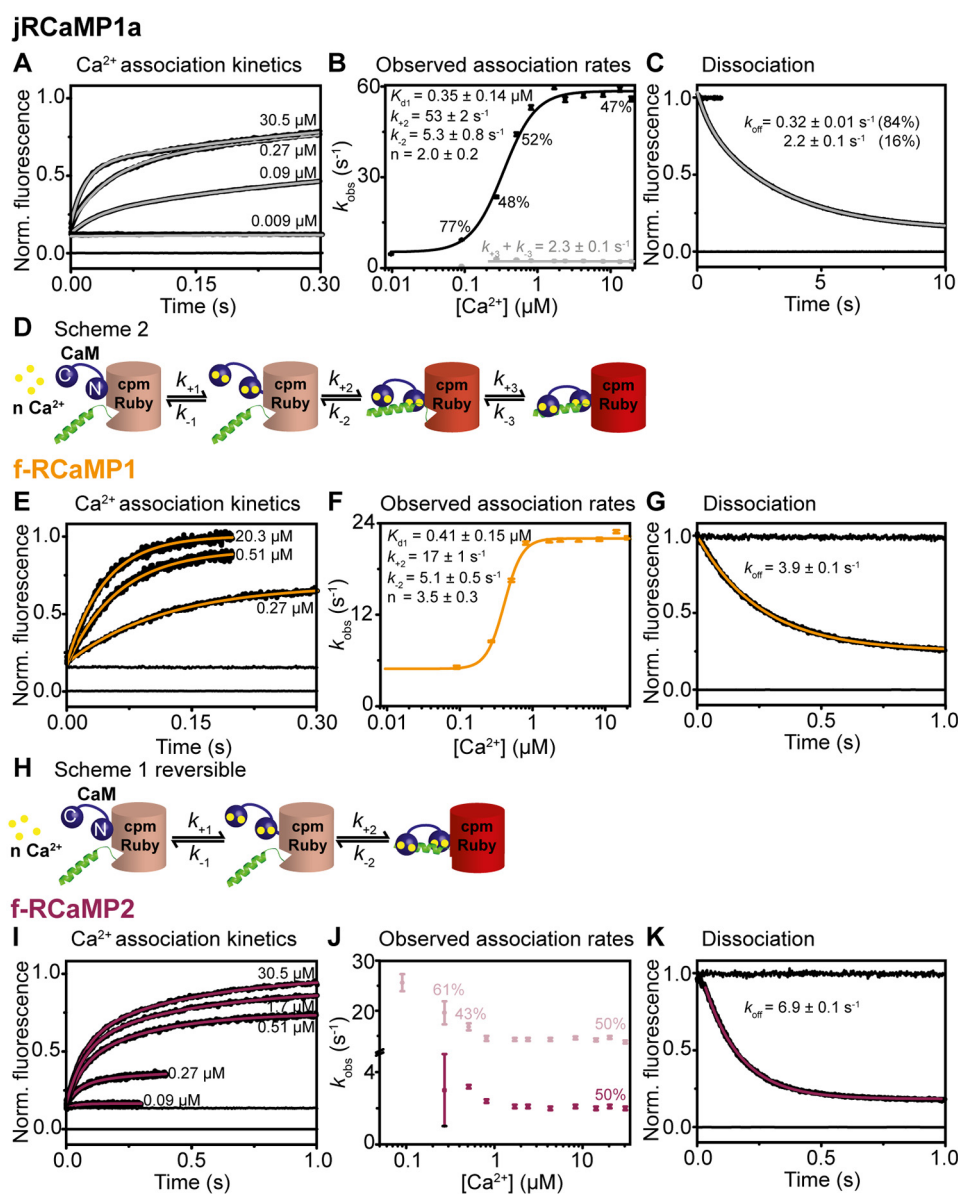 jRCaMP1a
A Ca²⁺ association kinetics
Norm. fluorescence
1.0
0.5
0.0
30.5 µM
0.27 µM
0.09 µM
0.009 µM
0.00 0.15 0.30
Time (s)
B Observed association rates
k_obs (s⁻¹)
60
30
0
K_d1 = 0.35 ± 0.14 µM
k_+2 = 53 ± 2 s⁻¹
k_-2 = 5.3 ± 0.8 s⁻¹
n = 2.0 ± 0.2
47%
52%
48%
77%
k_+3 + k_-3 = 2.3 ± 0.1 s⁻¹
0.01 0.1 1 10
[Ca²⁺] (µM)
C Dissociation
Norm. fluorescence
1.0
0.5
0.0
k_off = 0.32 ± 0.01 s⁻¹ (84%)
2.2 ± 0.1 s⁻¹ (16%)
0 5 10
Time (s)
D Scheme 2
CaM
C N
n Ca²⁺
cpm Ruby
k_+1
k_-1
cpm Ruby
k_+2
k_-2
cpm Ruby
k_+3
k_-3
cpm Ruby
f-RCaMP1
E Ca²⁺ association kinetics
Norm. fluorescence
1.0
0.5
0.0
20.3 µM
0.51 µM
0.27 µM
0.00 0.15 0.30
Time (s)
F Observed association rates
k_obs (s⁻¹)
24
12
0
K_d1 = 0.41 ± 0.15 µM
k_+2 = 17 ± 1 s⁻¹
k_-2 = 5.1 ± 0.5 s⁻¹
n = 3.5 ± 0.3
0.01 0.1 1 10
[Ca²⁺] (µM)
G Dissociation
Norm. fluorescence
1.0
0.5
0.0
k_off = 3.9 ± 0.1 s⁻¹
0.0 0.5 1.0
Time (s)
H Scheme 1 reversible
CaM
C N
n Ca²⁺
cpm Ruby
k_+1
k_-1
cpm Ruby
k_+2
k_-2
cpm Ruby
f-RCaMP2
I Ca²⁺ association kinetics
Norm. fluorescence
1.0
0.5
0.0
30.5 µM
1.7 µM
0.51 µM
0.27 µM
0.09 µM
0.0 0.5 1.0
Time (s)
J Observed association rates
k_obs (s⁻¹)
30
20
4
0
61%
43%
50%
50%
0.1 1 10
[Ca²⁺] (µM)
K Dissociation
Norm. fluorescence
1.0
0.5
0.0
k_off = 6.9 ± 0.1 s⁻¹
0.0 0.5 1.0
Time (s)